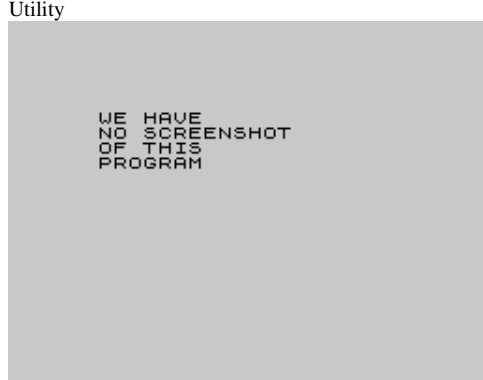 Utility
WE HAVE
NO SCREENSHOT
OF THIS
PROGRAM